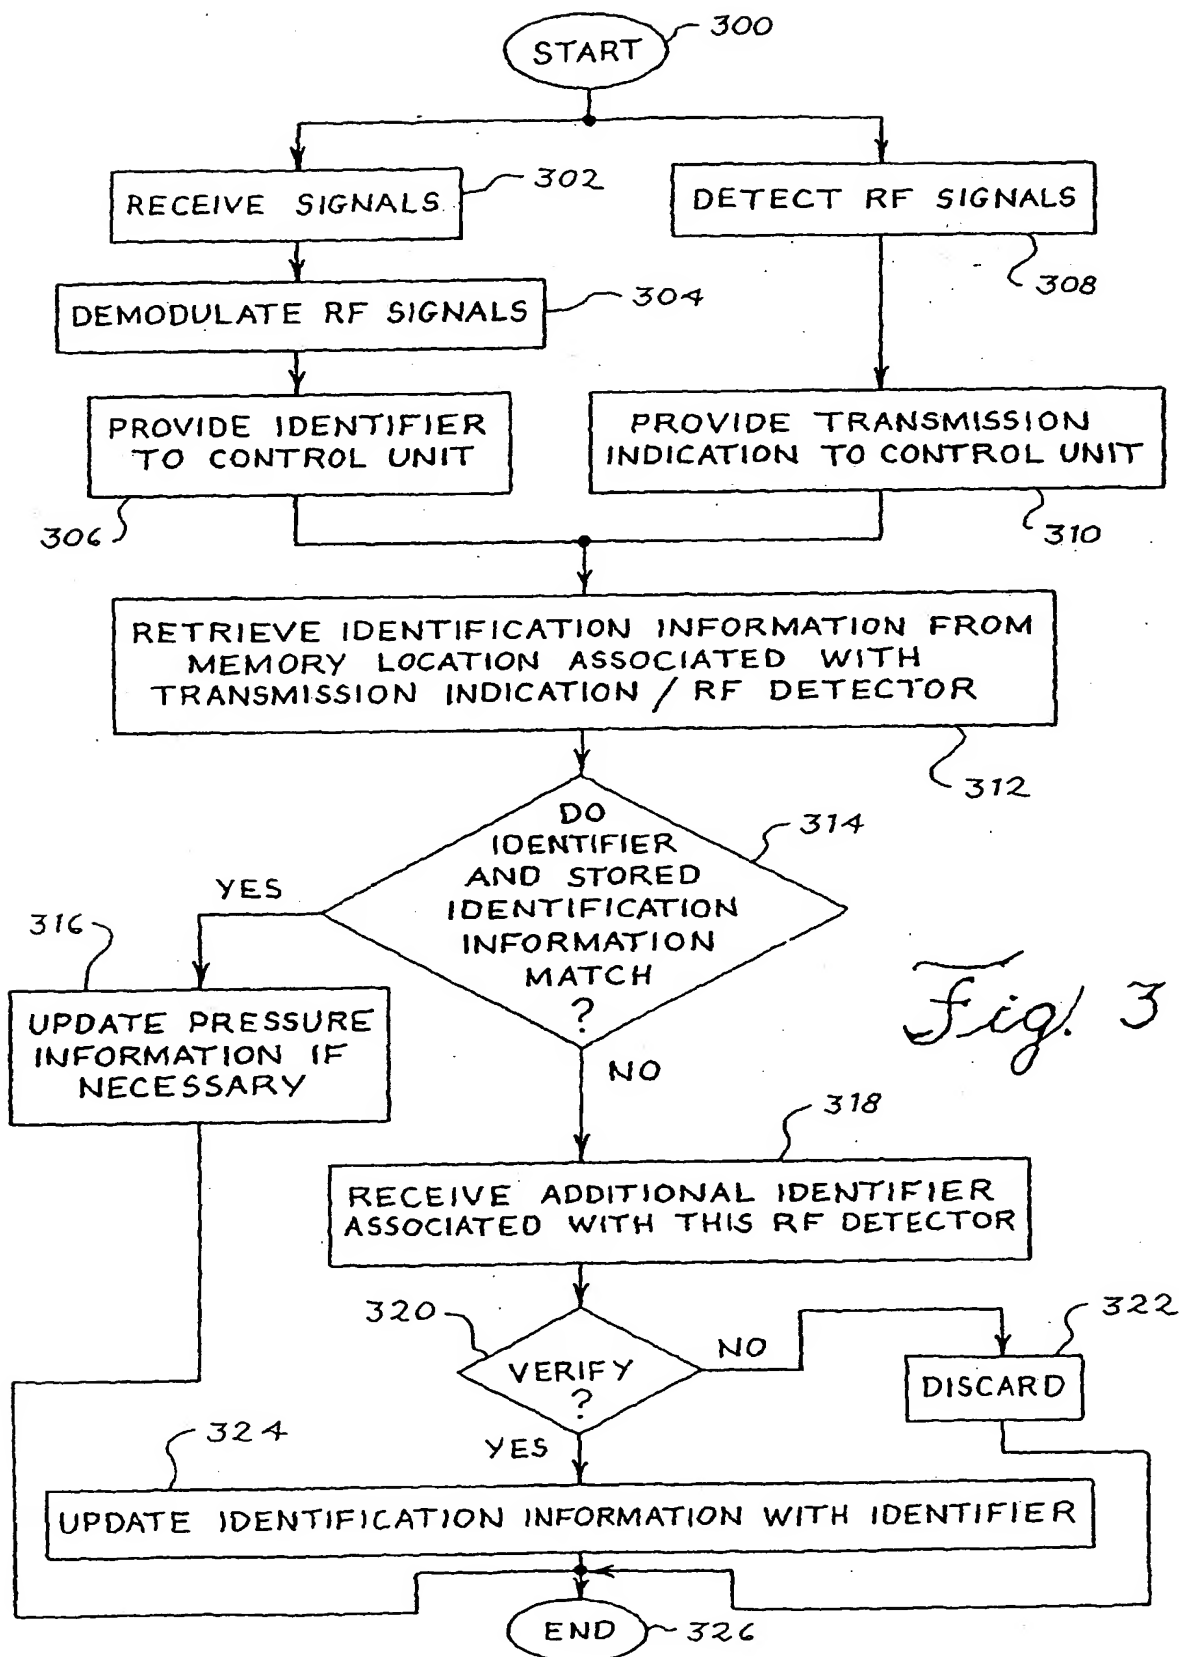 START
300
RECEIVE SIGNALS
302
DETECT RF SIGNALS
308
DEMODULATE RF SIGNALS
304
PROVIDE IDENTIFIER
TO CONTROL UNIT
306
PROVIDE TRANSMISSION
INDICATION TO CONTROL UNIT
310
RETRIEVE IDENTIFICATION INFORMATION FROM
MEMORY LOCATION ASSOCIATED WITH
TRANSMISSION INDICATION / RF DETECTOR
312
DO
IDENTIFIER
AND STORED
IDENTIFICATION
INFORMATION
MATCH
?
314
YES
316
UPDATE PRESSURE
INFORMATION IF
NECESSARY
Fig. 3
NO
318
RECEIVE ADDITIONAL IDENTIFIER
ASSOCIATED WITH THIS RF DETECTOR
320
VERIFY
?
NO
322
DISCARD
YES
324
UPDATE IDENTIFICATION INFORMATION WITH IDENTIFIER
END
326